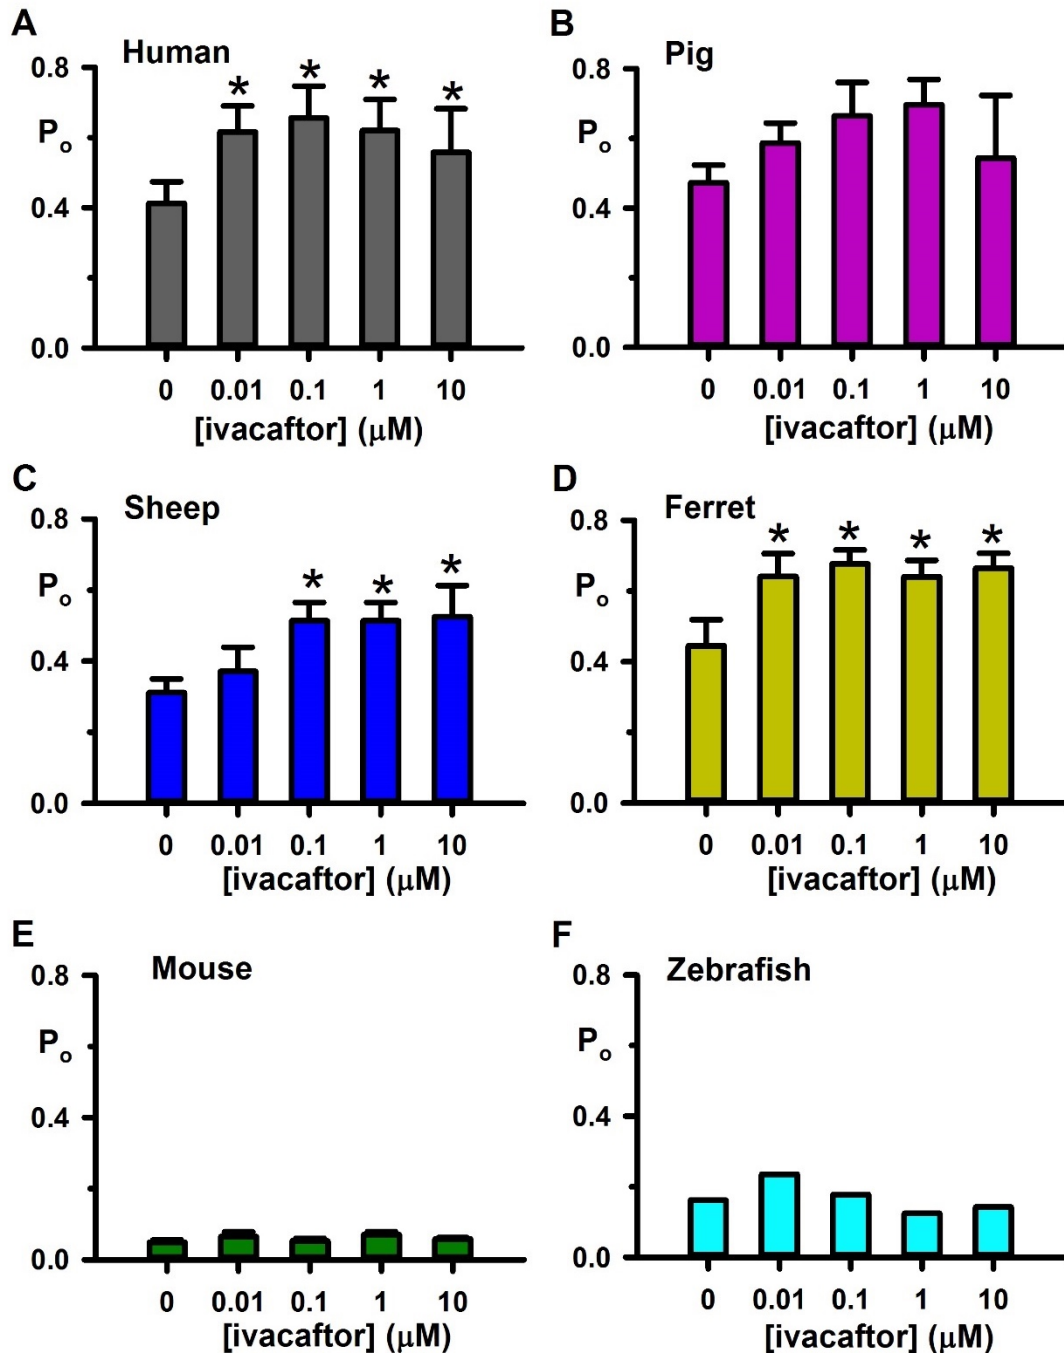 A
Human
* * * *
0.8
Po
0.4
0.0
0 0.01 0.1 1 10
[ivacaftor] (μM)
B
Pig
0.8
Po
0.4
0.0
0 0.01 0.1 1 10
[ivacaftor] (μM)
C
Sheep
* * *
0.8
Po
0.4
0.0
0 0.01 0.1 1 10
[ivacaftor] (μM)
D
Ferret
* * * *
0.8
Po
0.4
0.0
0 0.01 0.1 1 10
[ivacaftor] (μM)
E
Mouse
0.8
Po
0.4
0.0
0 0.01 0.1 1 10
[ivacaftor] (μM)
F
Zebrafish
0.8
Po
0.4
0.0
0 0.01 0.1 1 10
[ivacaftor] (μM)